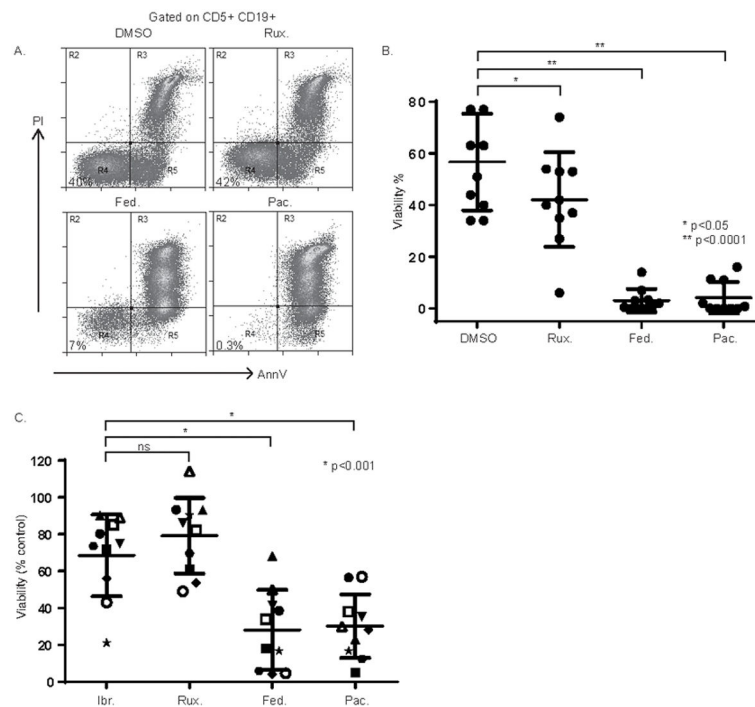 Gated on CD5+ CD19+
A.
DMSO
Rux.
R2
R3
R2
R3
R4
R5
R4
R5
40%
42%
PI
Fed.
Pac.
R2
R3
R2
R3
R4
R5
R4
R5
7%
0.3%
AnnV
B.
**
**
*
80
60
40
20
0
Viability %
* p<0.05
** p<0.0001
DMSO
Rux.
Fed.
Pac.
C.
*
*
ns
* p<0.001
120
100
80
60
40
20
0
Viability (% control)
Ibr.
Rux.
Fed.
Pac.